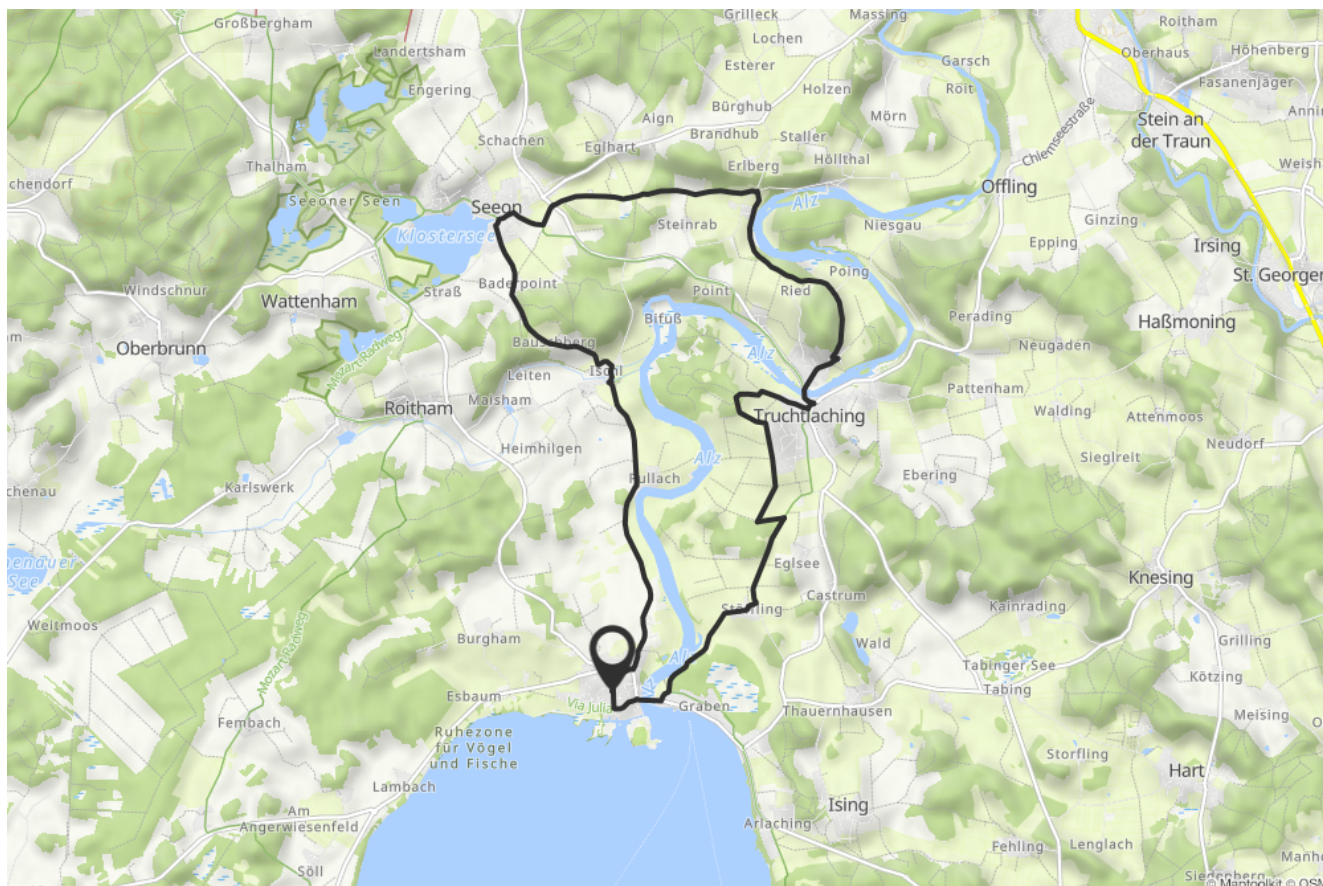 Großbergham
Grilleck
Massing
Roitham
Landertsham
Lochen
Oberhaus
Höhenberg
Esterer
Garsch
Fasanenjäger
Engering
Holzen
Roit
Bürghub
Mörn
Aign
Stein an
der Traun
Schachen
Eglhart
Brandhub
Staller
Chiemseestraße
Thalham
Erlberg
Höllthal
Offling
Seeoner Seen
Seeon
Alz
Klostersee
Steinrab
Niesgau
Ginzing
Epping
Irsing
Poing
St. Georgen
Windschnur
Straß
Baderpoint
Point
Ried
Wattenham
Bifuß
Perading
Haßmoning
Oberbrunn
Bauschberg
Alz
Neugaden
Mozart-Radweg
Leiten
Ischl
Pattenham
Maisham
Roitham
Truchtlaching
Walding
Attenmoos
Heimhilgen
Neudorf
Alz
Sieglreit
Pullach
Ebering
Karlswerk
Eglsee
Knesing
Castrum
Weitmoos
Kainrading
Mozart-Radweg
Burgham
Wald
Grilling
Tabinger See
Kötzing
Esbaum
Tabing
Via Julia
Graben
Thauernhausen
Fembach
Meising
Ruhezone
für Vögel
und Fische
Storfling
Hart
Lambach
Ising
Am
Angerwiesenfeld
Arlaching
Fehling
Lenglach
Söll
© Maptoolkit © OSM